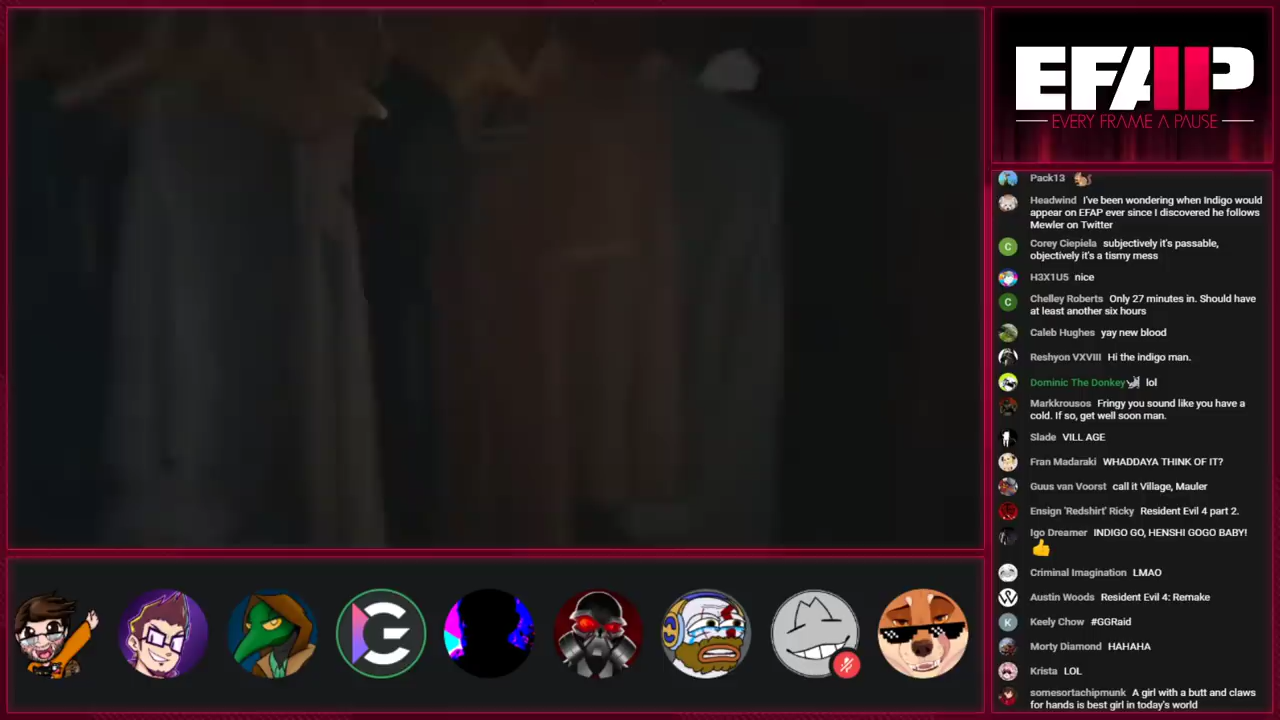 EFAP
EVERY FRAME A PAUSE
Pack13
Headwind I've been wondering when Indigo would
appear on EFAP ever since I discovered he follows
Mewler on Twitter
Corey Ciepiela subjectively it's passable,
objectively it's a tismy mess
H3X1U5 nice
Chelley Roberts Only 27 minutes in. Should have
at least another six hours
Caleb Hughes yay new blood
Reshyon VXVIII Hi the indigo man.
Dominic The Donkey lol
Markkrousos Fringy you sound like you have a
cold. If so, get well soon man.
Slade VILL AGE
Fran Madaraki WHADDAYA THINK OF IT?
Guus van Voorst call it Village, Mauler
Ensign 'Redshirt' Ricky Resident Evil 4 part 2.
Igo Dreamer INDIGO GO, HENSHI GOGO BABY!
Criminal Imagination LMAO
Austin Woods Resident Evil 4: Remake
Keely Chow #GGRaid
Morty Diamond HAHAHA
Krista LOL
somesortachipmunk A girl with a butt and claws
for hands is best girl in today's world
C
C
K
G